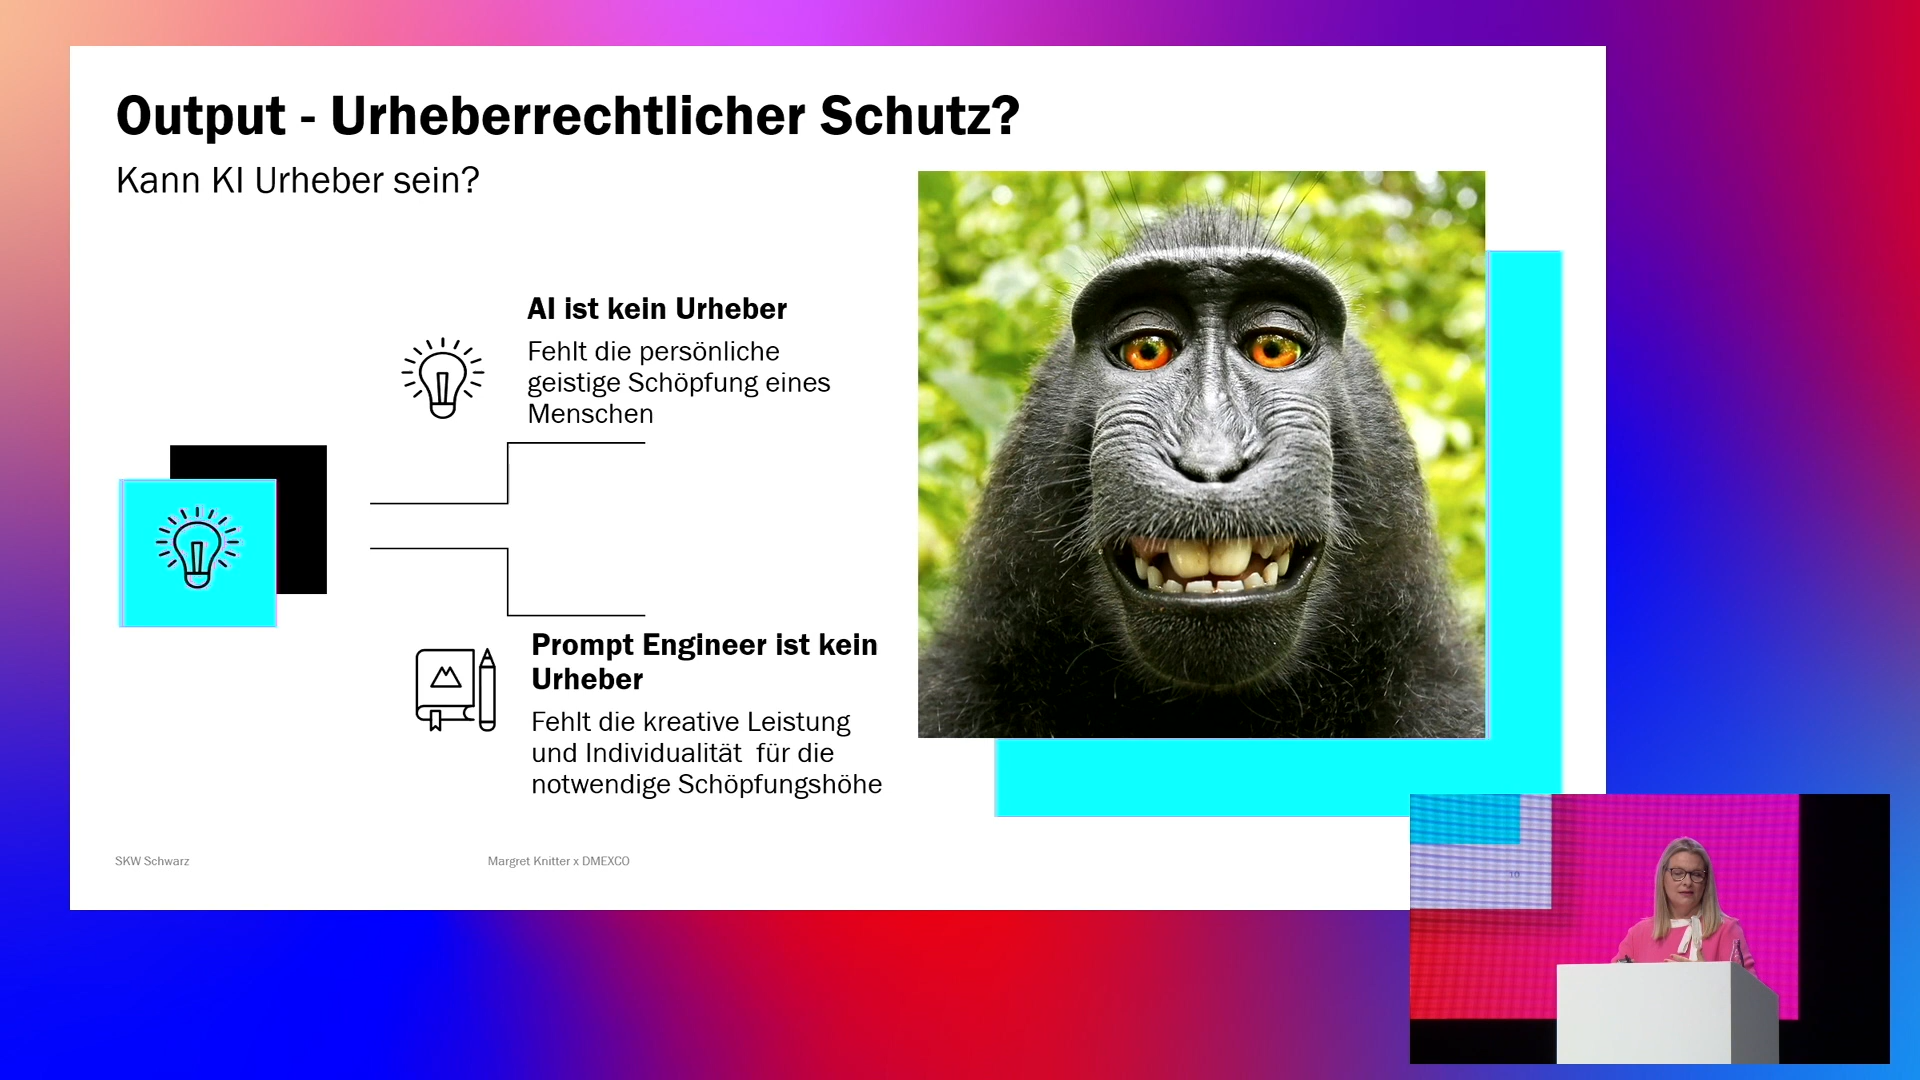 Output - Urheberrechtlicher Schutz?
Kann KI Urheber sein?
AI ist kein Urheber
Fehlt die persönliche
geistige Schöpfung eines
Menschen
Prompt Engineer ist kein
Urheber
Fehlt die kreative Leistung
und Individualität  für die
notwendige Schöpfungshöhe
SKW Schwarz
Margret Knitter x DMEXCO
10